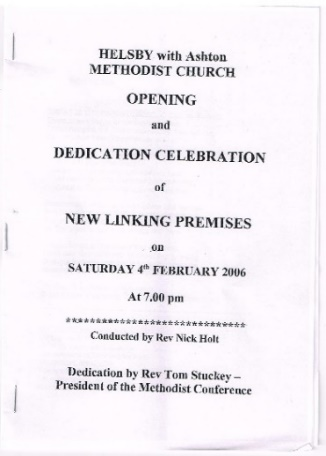 HELSBY with Ashton
METHODIST CHURCH
OPENING
and
DEDICATION CELEBRATION
of
NEW LINKING PREMISES
on
SATURDAY 4th FEBRUARY 2006
At 7.00 pm
******************************
Conducted by Rev Nick Holt
Dedication by Rev Tom Stuckey –
President of the Methodist Conference